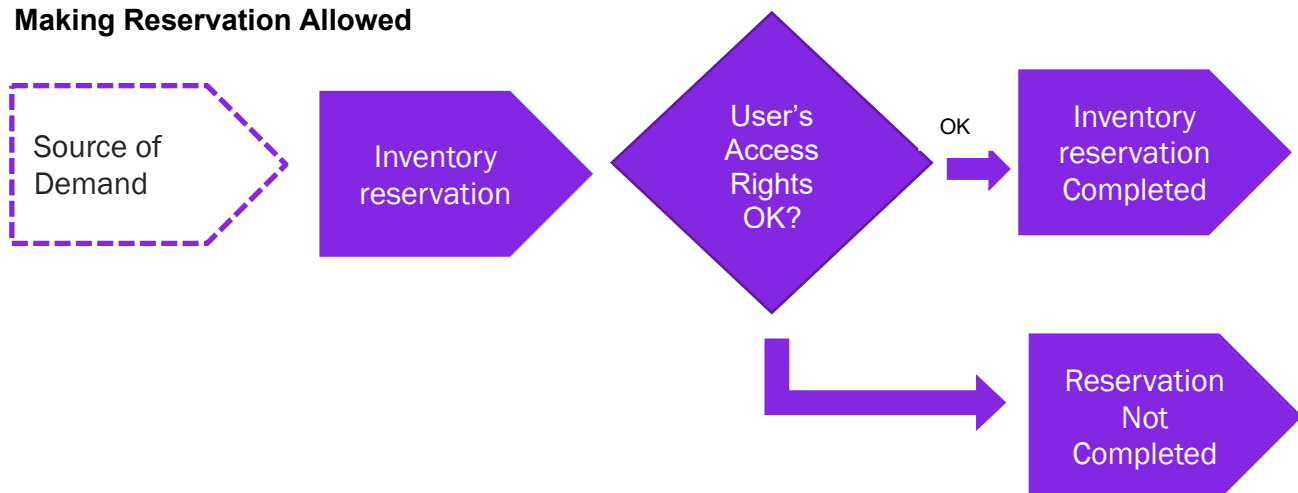 Making Reservation Allowed
Source of
Demand
Inventory
reservation
User's
Access
Rights
OK?
OK
Inventory
reservation
Completed
Reservation
Not
Completed